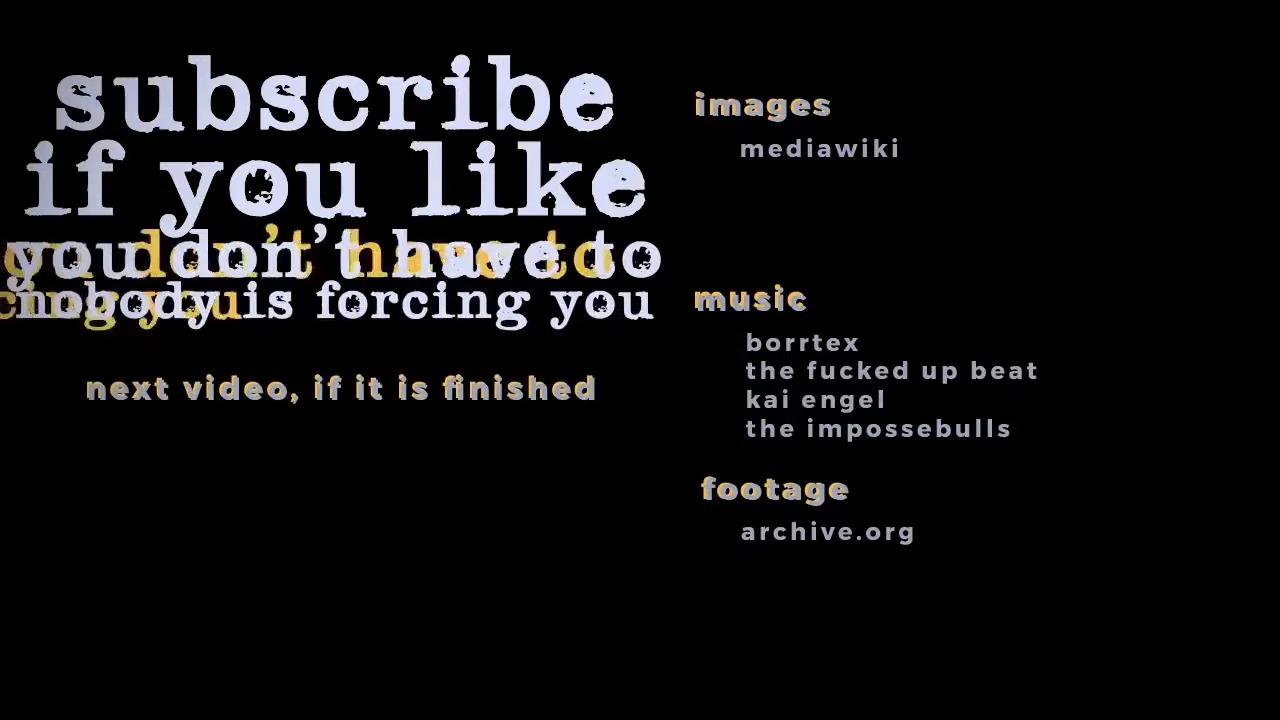 subscribe
if you like
you don't have to
nobody is forcing you
next video, if it is finished
images
mediawiki
music
borrtex
the fucked up beat
kai engel
the impossebulls
footage
archive.org